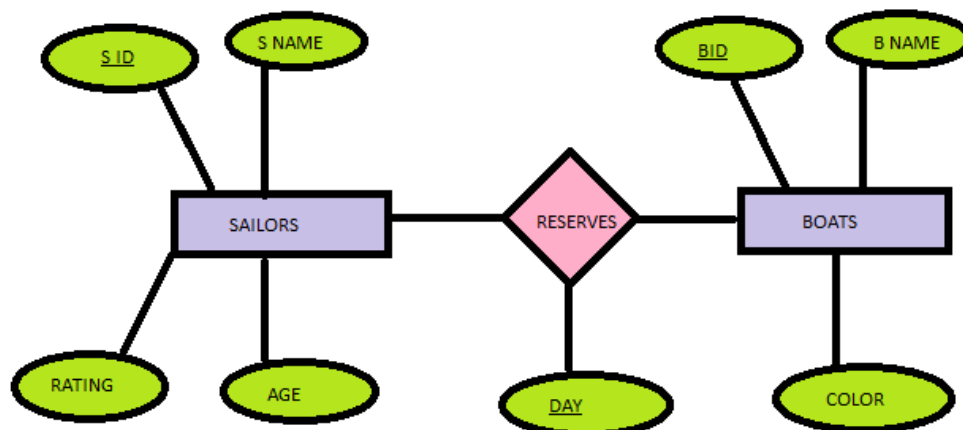 S ID
S NAME
BID
B NAME
SAILORS
RESERVES
BOATS
RATING
AGE
DAY
COLOR